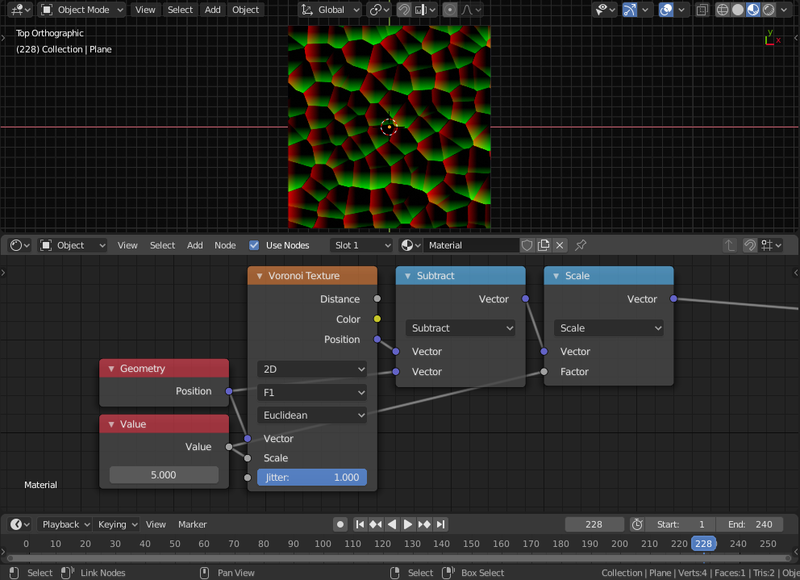 Object Mode View Select Add Object Global
Top Orthographic
(228) Collection | Plane
Y
Object View Select Add Node Use Nodes Slot 1 Material
Voronoi Texture
Distance
Color
Position
2D
F1
Euclidean
Vector
Scale
Jitter: 1.000
Subtract
Vector
Subtract
Vector
Vector
Scale
Vector
Scale
Vector
Factor
Geometry
Position
Value
Value
5.000
Material
Playback Keying View Marker 228 Start: 1 End: 240
0 10 20 30 40 50 60 70 80 90 100 110 120 130 140 150 160 170 180 190 200 210 220 228 240 250
Select Link Nodes Pan View Select Box Select Collection | Plane | Verts:4 | Faces:1 | Tris:2 | Obje